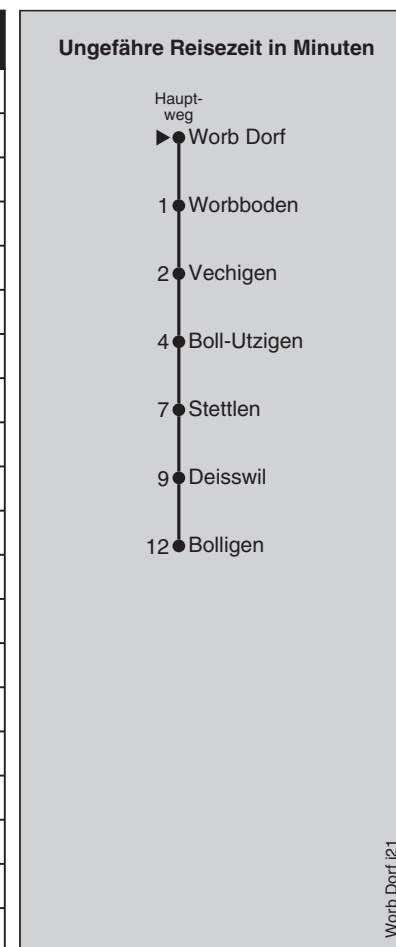 Ungefähre Reisezeit in Minuten
Haupt-
weg
Worb Dorf
1 Worbboden
2 Vechigen
4 Boll-Utzigen
7 Stettlen
9 Deisswil
12 Bolligen
Worb Dorf j21